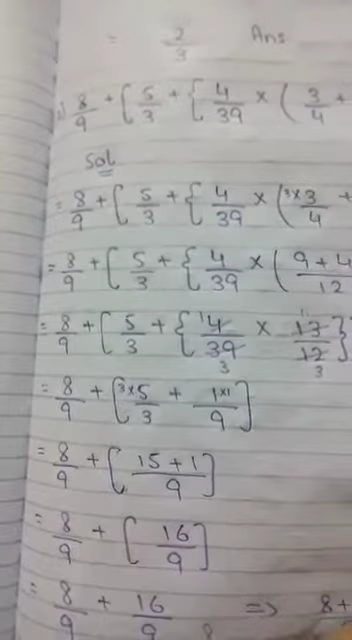 = 2/3 Ans
) 8/9 + [ 5/3 + { 4/39 × ( 3/4 +
Sol
= 8/9 + [ 5/3 + { 4/39 × ( 3×3/4 +
= 8/9 + [ 5/3 + { 4/39 × ( 9+4/12
= 8/9 + [ 5/3 + { 4/39 × 13/12 }
= 8/9 + [ 3×5/3 + 1×1/9 ]
= 8/9 + [ 15+1/9 ]
= 8/9 + [ 16/9 ]
= 8/9 + 16/9 => 8+